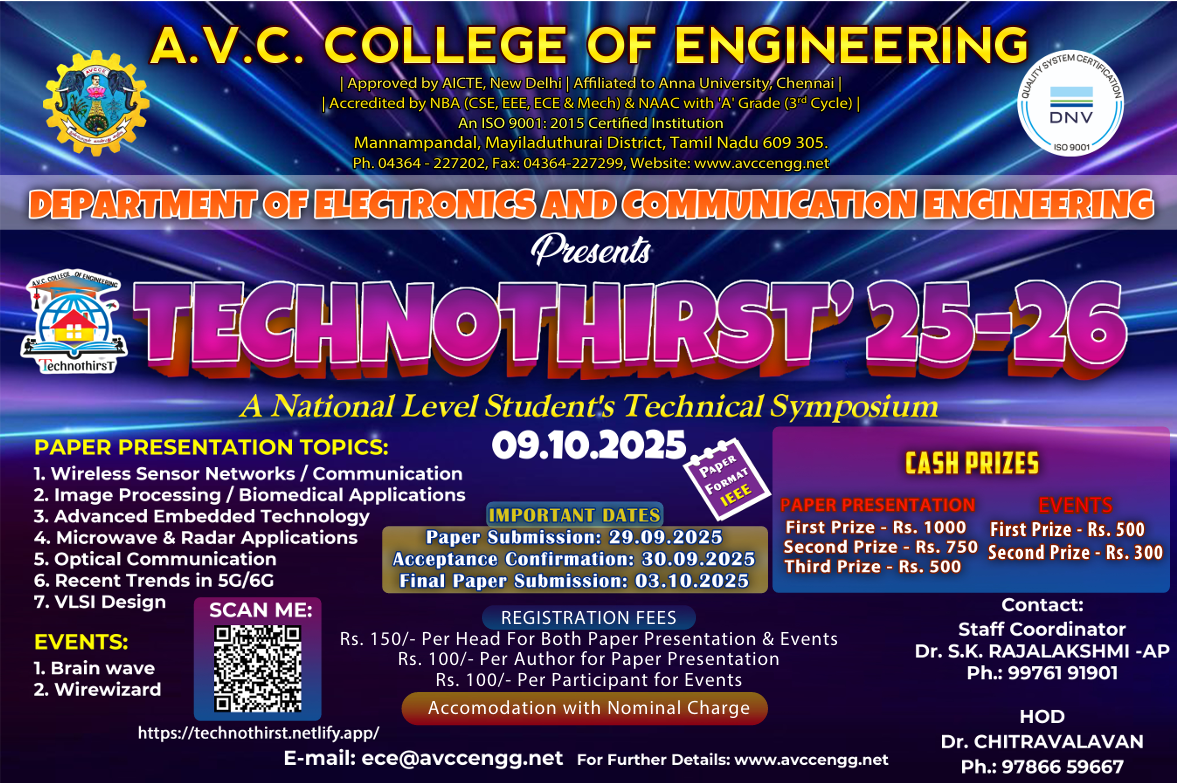 A.V.C. COLLEGE OF ENGINEERING
| Approved by AICTE, New Delhi | Affiliated to Anna University, Chennai |
| Accredited by NBA (CSE, EEE, ECE & Mech) & NAAC with 'A' Grade (3rd Cycle) |
An ISO 9001: 2015 Certified Institution
Mannampandal, Mayiladuthurai District, Tamil Nadu 609 305.
Ph. 04364 - 227202, Fax: 04364-227299, Website: www.avccengg.net
AVCCE
QUALITY SYSTEM CERTIFICATION
DNV
ISO 9001
DEPARTMENT OF ELECTRONICS AND COMMUNICATION ENGINEERING
Presents
A.V.C. COLLEGE OF ENGINEERING
TechnothirsT
TECHNOTHIRST' 25-26
A National Level Student's Technical Symposium
09.10.2025
PAPER FORMAT IEEE
PAPER PRESENTATION TOPICS:
1. Wireless Sensor Networks / Communication
2. Image Processing / Biomedical Applications
3. Advanced Embedded Technology
4. Microwave & Radar Applications
5. Optical Communication
6. Recent Trends in 5G/6G
7. VLSI Design
EVENTS:
1. Brain wave
2. Wirewizard
SCAN ME:
https://technothirst.netlify.app/
IMPORTANT DATES
Paper Submission: 29.09.2025
Acceptance Confirmation: 30.09.2025
Final Paper Submission: 03.10.2025
REGISTRATION FEES
Rs. 150/- Per Head For Both Paper Presentation & Events
Rs. 100/- Per Author for Paper Presentation
Rs. 100/- Per Participant for Events
Accomodation with Nominal Charge
CASH PRIZES
PAPER PRESENTATION
First Prize - Rs. 1000
Second Prize - Rs. 750
Third Prize - Rs. 500
EVENTS
First Prize - Rs. 500
Second Prize - Rs. 300
Contact:
Staff Coordinator
Dr. S.K. RAJALAKSHMI -AP
Ph.: 99761 91901
HOD
Dr. CHITRAVALAVAN
Ph.: 97866 59667
E-mail: ece@avccengg.net For Further Details: www.avccengg.net